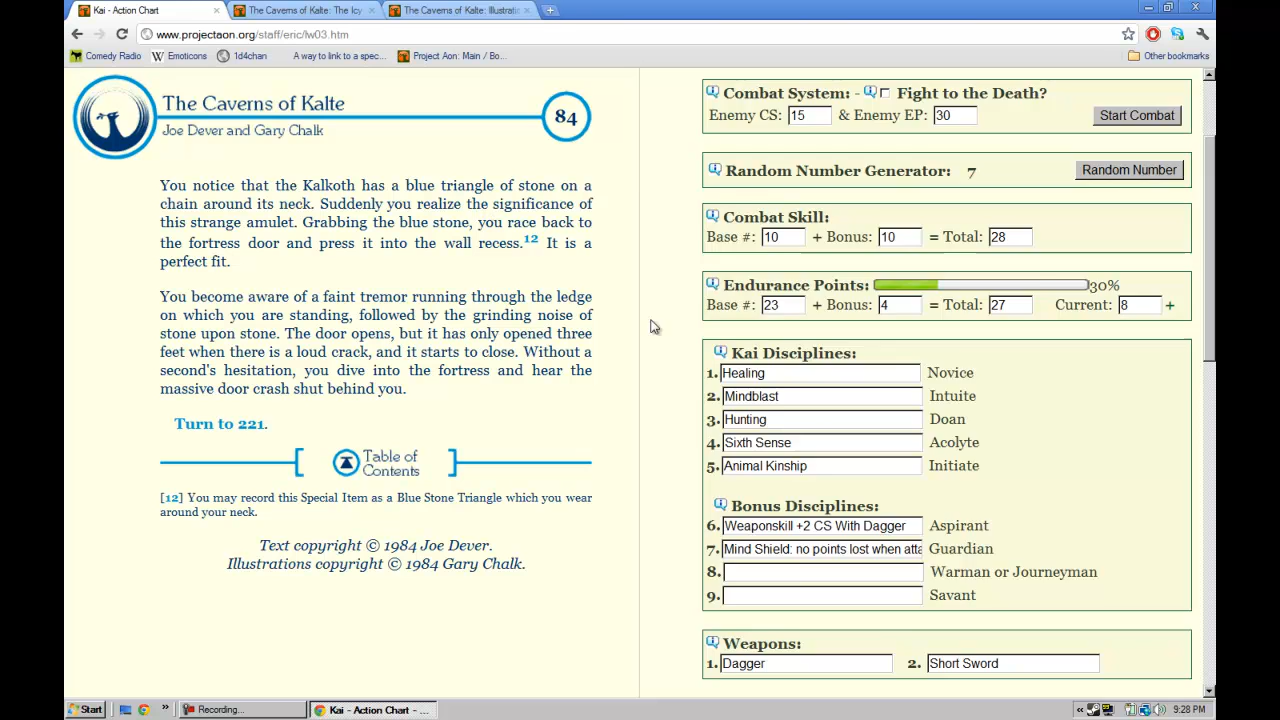 Kai - Action Chart
The Caverns of Kalte: The Icy
The Caverns of Kalte: Illustratin
www.projectaon.org/staff/eric/lw03.htm
Comedy Radio
Emoticons
1d4chan
A way to link to a spec...
Project Aon: Main / Bo...
Other bookmarks
The Caverns of Kalte
Joe Dever and Gary Chalk
84
You notice that the Kalkoth has a blue triangle of stone on a
chain around its neck. Suddenly you realize the significance of
this strange amulet. Grabbing the blue stone, you race back to
the fortress door and press it into the wall recess.12 It is a
perfect fit.
You become aware of a faint tremor running through the ledge
on which you are standing, followed by the grinding noise of
stone upon stone. The door opens, but it has only opened three
feet when there is a loud crack, and it starts to close. Without a
second's hesitation, you dive into the fortress and hear the
massive door crash shut behind you.
Turn to 221.
Table of
Contents
[12] You may record this Special Item as a Blue Stone Triangle which you wear
around your neck.
Text copyright © 1984 Joe Dever.
Illustrations copyright © 1984 Gary Chalk.
Combat System: - Fight to the Death?
Enemy CS: 15 & Enemy EP: 30 Start Combat
Random Number Generator: 7 Random Number
Combat Skill:
Base #: 10 + Bonus: 10 = Total: 28
Endurance Points: 30%
Base #: 23 + Bonus: 4 = Total: 27 Current: 8 +
Kai Disciplines:
1. Healing Novice
2. Mindblast Intuite
3. Hunting Doan
4. Sixth Sense Acolyte
5. Animal Kinship Initiate
Bonus Disciplines:
6. Weaponskill +2 CS With Dagger Aspirant
7. Mind Shield: no points lost when atta Guardian
8. Warman or Journeyman
9. Savant
Weapons:
1. Dagger 2. Short Sword
Start
Recording...
Kai - Action Chart - ...
9:28 PM